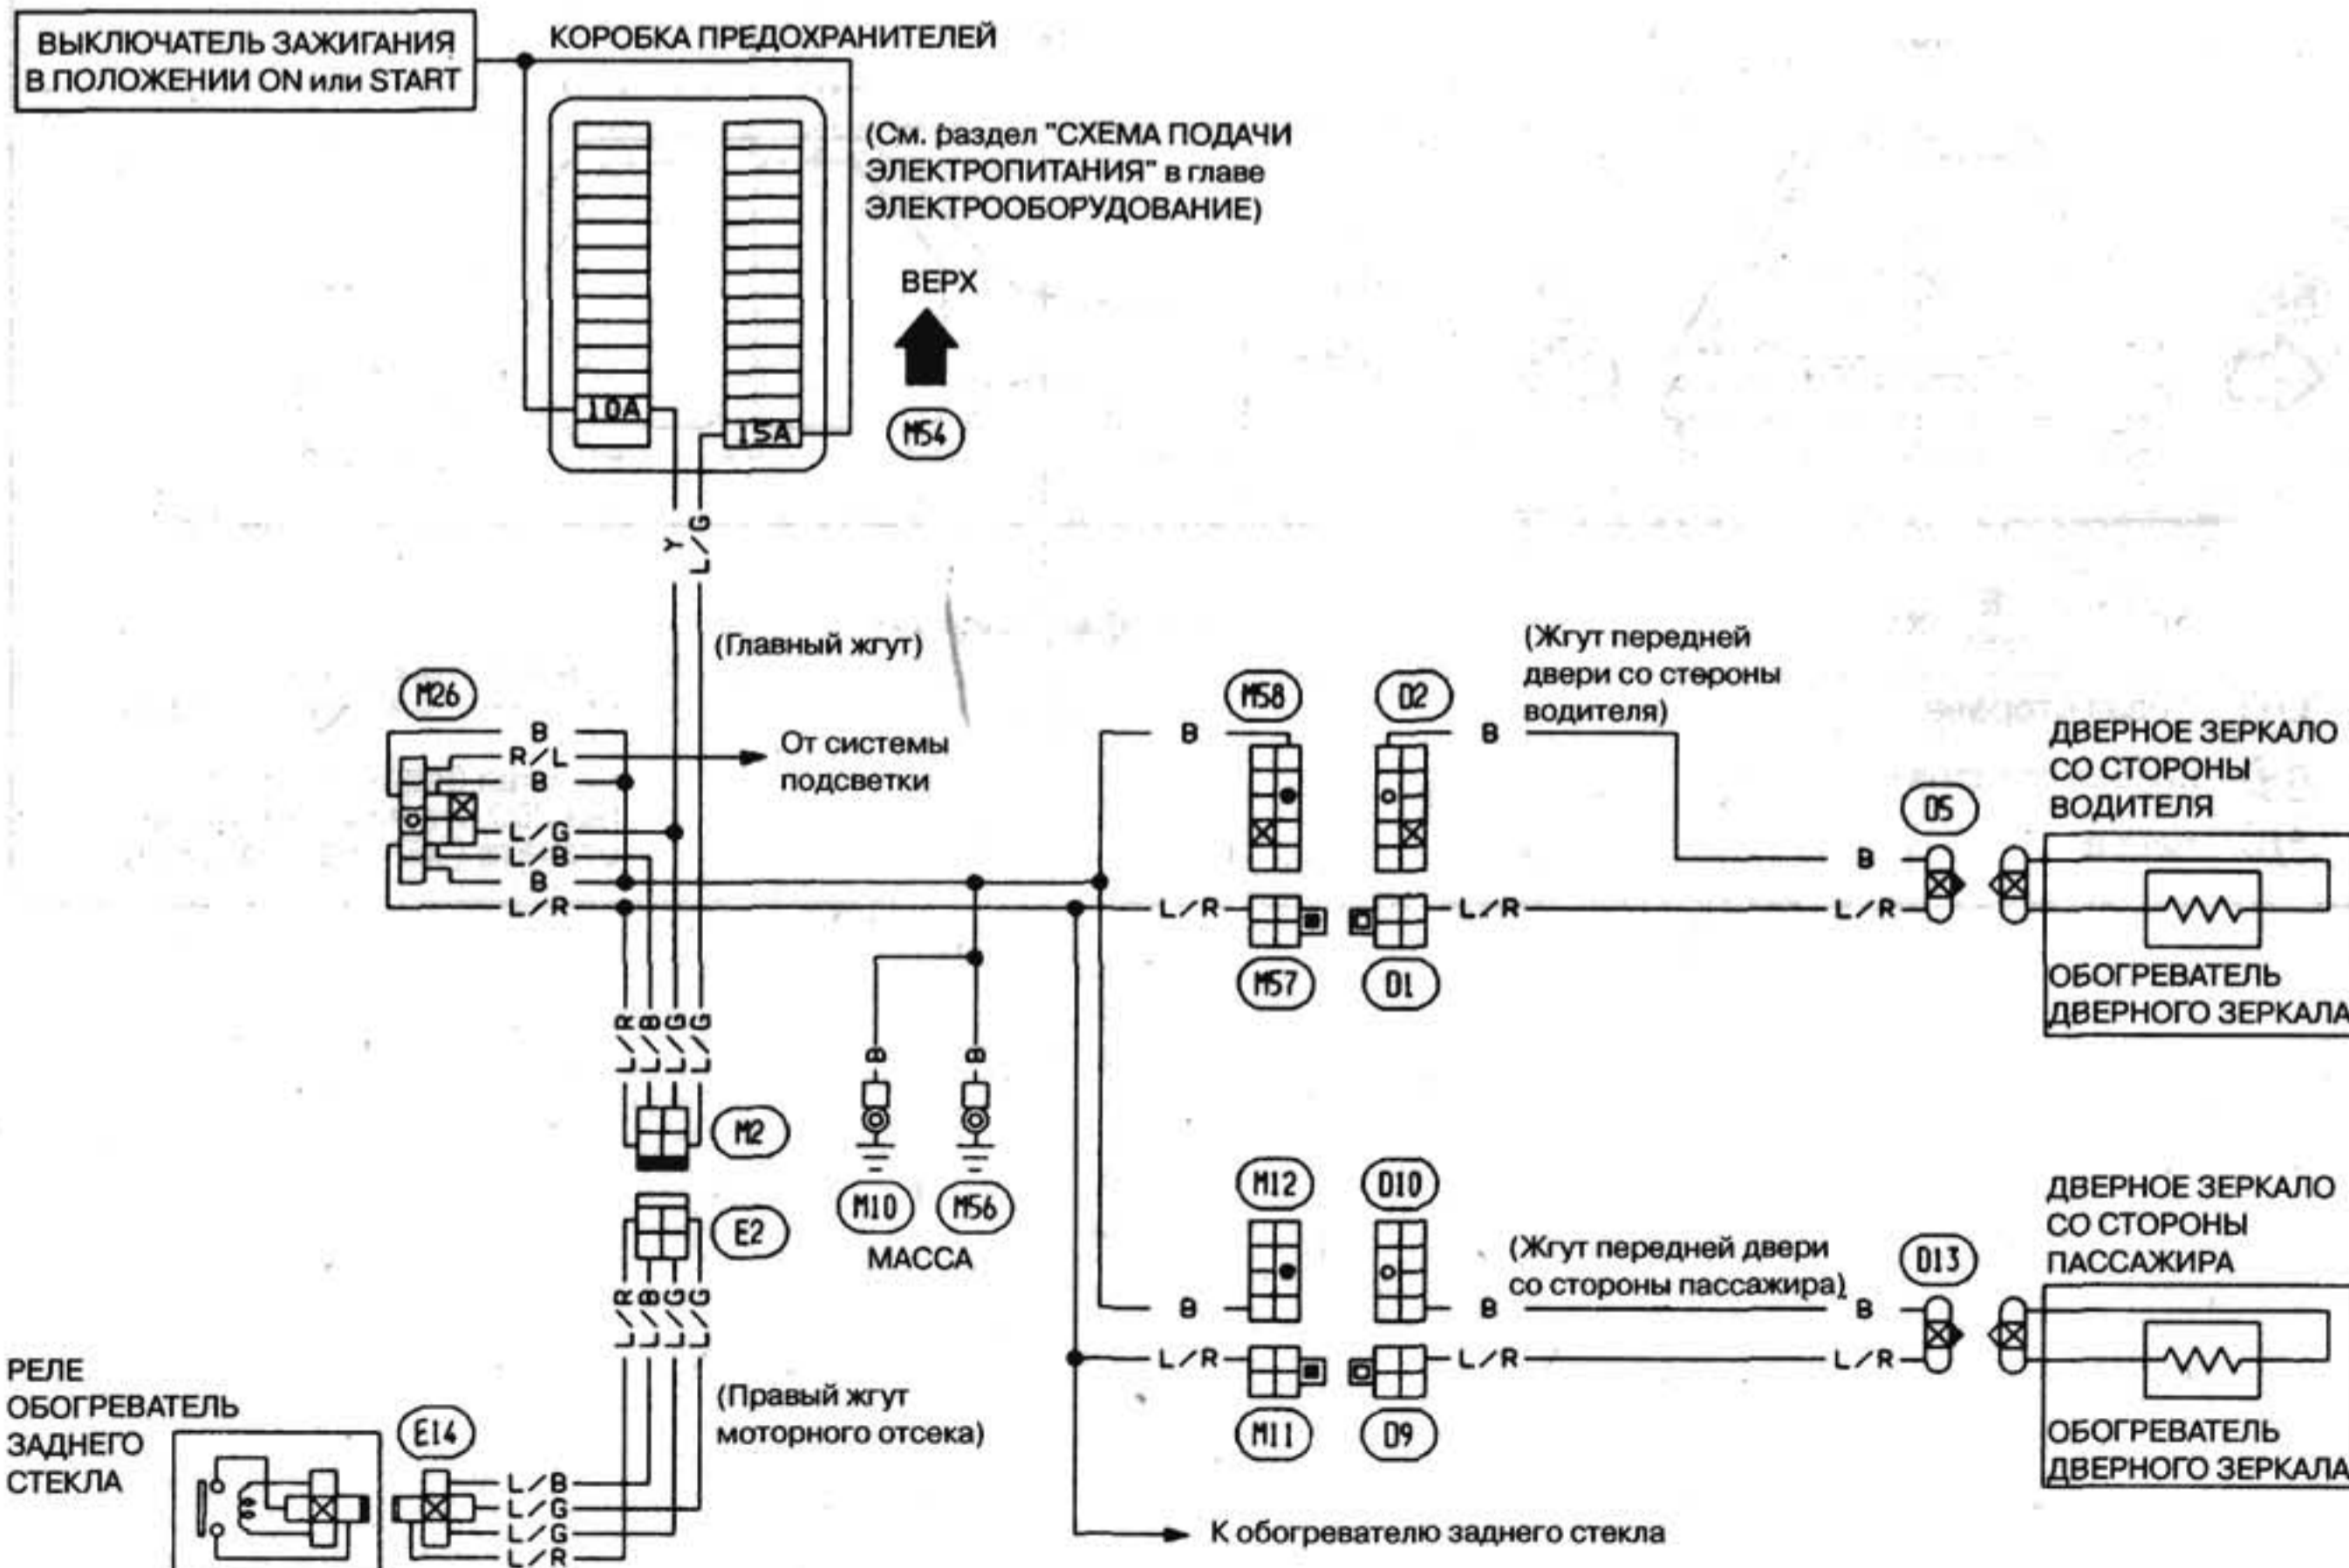 ВЫКЛЮЧАТЕЛЬ ЗАЖИГАНИЯ
В ПОЛОЖЕНИИ ON или START
КОРОБКА ПРЕДОХРАНИТЕЛЕЙ
(См. раздел "СХЕМА ПОДАЧИ
ЭЛЕКТРОПИТАНИЯ" в главе
ЭЛЕКТРООБОРУДОВАНИЕ)
ВЕРХ
10A
15A
M54
Y
L/G
(Главный жгут)
M26
B
R/L
B
L/G
L/B
B
L/R
От системы
подсветки
M58
D2
(Жгут передней
двери со стероны
водителя)
B
B
ДВЕРНОЕ ЗЕРКАЛО
СО СТОРОНЫ
ВОДИТЕЛЯ
D5
B
L/R
L/R
L/R
M57
D1
ОБОГРЕВАТЕЛЬ
ДВЕРНОГО ЗЕРКАЛА
L/R
L/B
L/G
L/G
B
B
M2
E2
M10
M56
МАССА
L/R
L/B
L/G
L/G
M12
D10
(Жгут передней двери
со стороны пассажира)
D13
ДВЕРНОЕ ЗЕРКАЛО
СО СТОРОНЫ
ПАССАЖИРА
B
B
B
L/R
L/R
L/R
M11
D9
ОБОГРЕВАТЕЛЬ
ДВЕРНОГО ЗЕРКАЛА
РЕЛЕ
ОБОГРЕВАТЕЛЬ
ЗАДНЕГО
СТЕКЛА
E14
(Правый жгут
моторного отсека)
L/B
L/G
L/G
L/R
К обогревателю заднего стекла